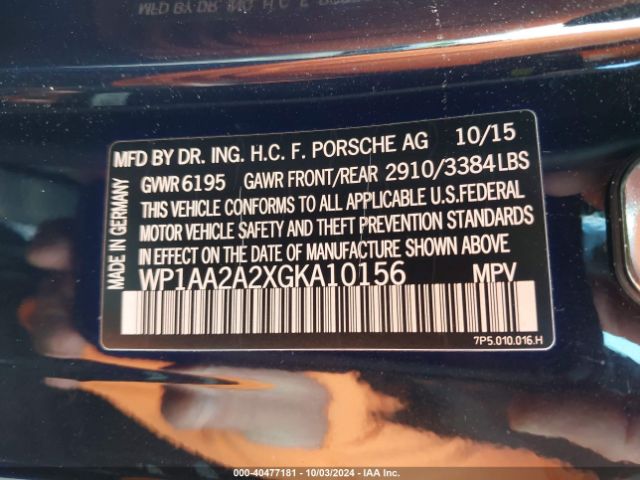 MFD BY DR. ING. H.C. F. PORSCHE AG 10/15
GVWR 6195 GAWR FRONT/REAR 2910/3384 LBS
THIS VEHICLE CONFORMS TO ALL APPLICABLE U.S. FEDERAL
MOTOR VEHICLE SAFETY AND THEFT PREVENTION STANDARDS
IN EFFECT ON THE DATE OF MANUFACTURE SHOWN ABOVE
WP1AA2A2XGKA10156 MPV
MADE IN GERMANY
7P5.010.016.H
000-40477181 - 10/03/2024 - IAA Inc.